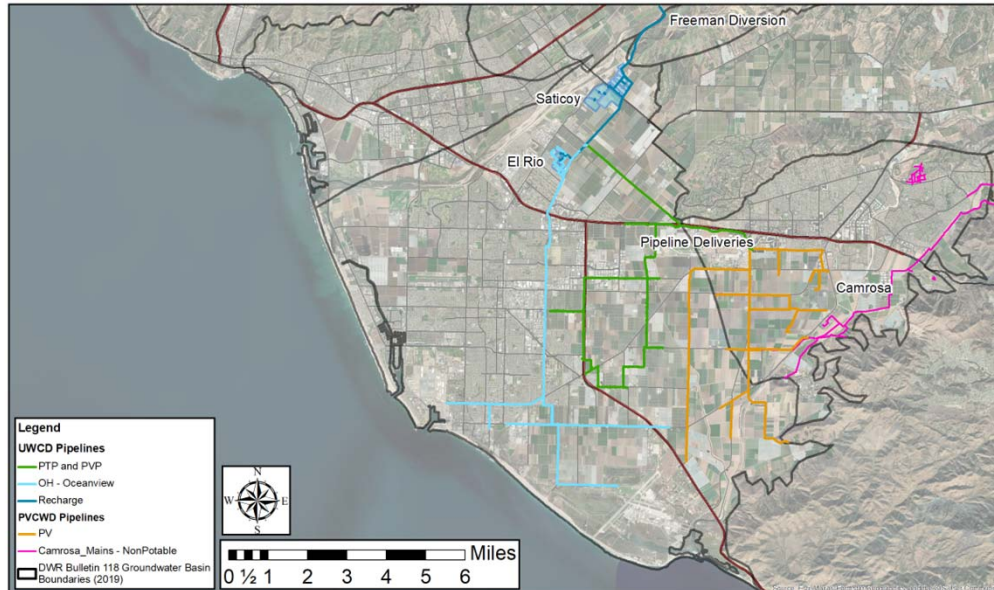 Freeman Diversion
Saticoy
El Rio
Pipeline Deliveries
Camrosa
Legend
UWCD Pipelines
PTP and PVP
OH - Oceanview
Recharge
PVCWD Pipelines
PV
Camrosa_Mains - NonPotable
DWR Bulletin 118 Groundwater Basin
Boundaries (2019)
N
W E
S
Miles
0 ½ 1 2 3 4 5 6